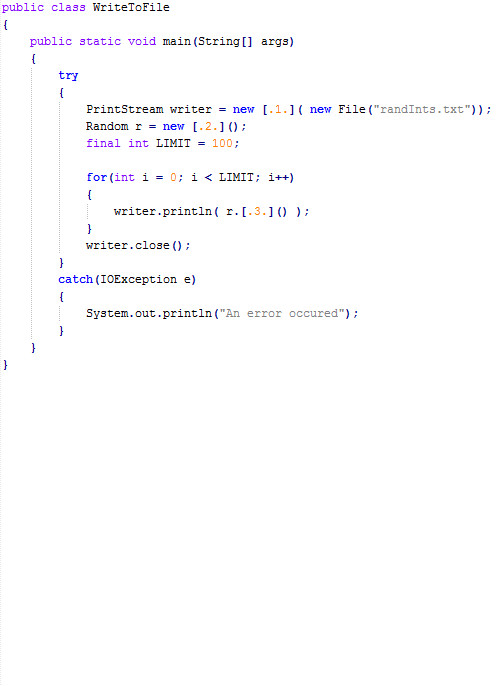 public class WriteToFile
{
public static void main(String[] args)
{
try
{
PrintStream writer = new [.1.]( new File("randInts.txt"));
Random r = new [.2.]();
final int LIMIT = 100;
for(int i = 0; i < LIMIT; i++)
{
writer.println( r.[.3.]() );
}
writer.close();
}
catch(IOException e)
{
System.out.println("An error occured");
}
}
}